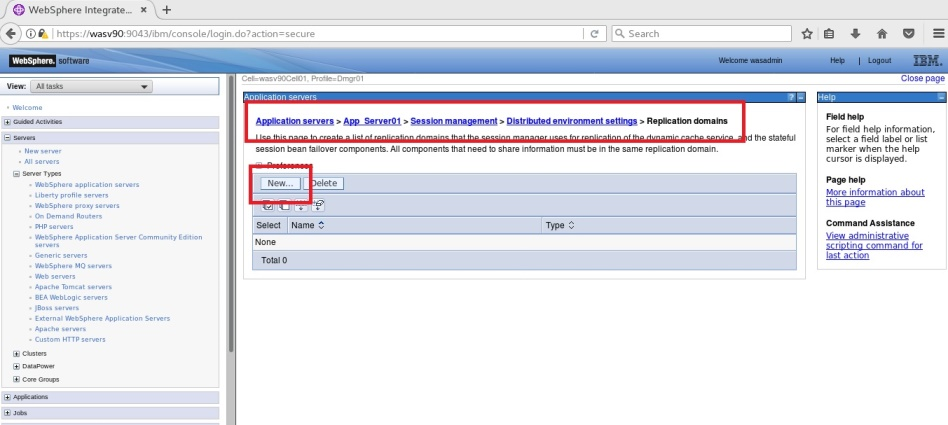 WebSphere Integrate...
https://wasv90:9043/ibm/console/login.do?action=secure
Search
WebSphere. software
Welcome wasadmin
Help
Logout
IBM.
View: All tasks
Welcome
Guided Activities
Servers
New server
All servers
Server Types
WebSphere application servers
Liberty profile servers
WebSphere proxy servers
On Demand Routers
PHP servers
WebSphere Application Server Community Edition
servers
Generic servers
WebSphere MQ servers
Web servers
Apache Tomcat servers
BEA WebLogic servers
JBoss servers
External WebSphere Application Servers
Apache servers
Custom HTTP servers
Clusters
DataPower
Core Groups
Applications
Jobs
Cell=wasv90Cell01, Profile=Dmgr01
Close page
Application servers
Application servers > App_Server01 > Session management > Distributed environment settings > Replication domains
Use this page to create a list of replication domains that the session manager uses for replication of the dynamic cache service, and the stateful
session bean failover components. All components that need to share information must be in the same replication domain.
Preferences
New... Delete
Select Name Type
None
Total 0
Help
Field help
For field help information,
select a field label or list
marker when the help
cursor is displayed.
Page help
More information about
this page
Command Assistance
View administrative
scripting command for
last action